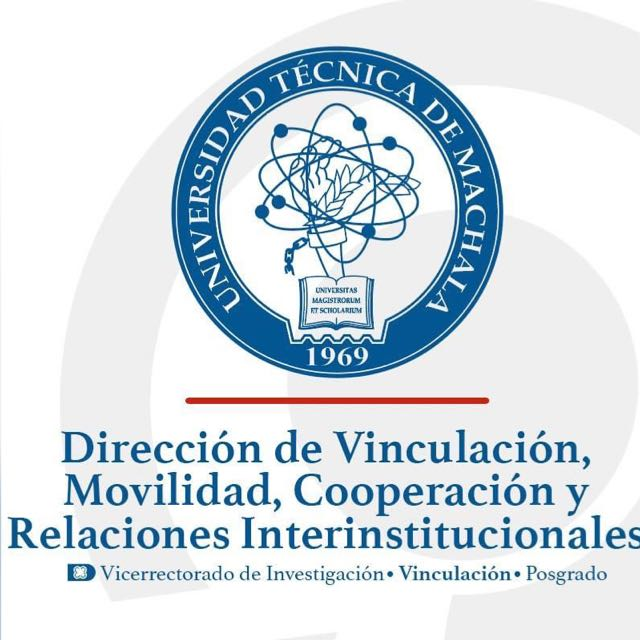 UNIVERSIDAD TÉCNICA DE MACHALA
UNIVERSITAS
MAGISTRORUM
ET SCHOLARIUM
1969
Dirección de Vinculación,
Movilidad, Cooperación y
Relaciones Interinstitucionales
Vicerrectorado de Investigación• Vinculación • Posgrado